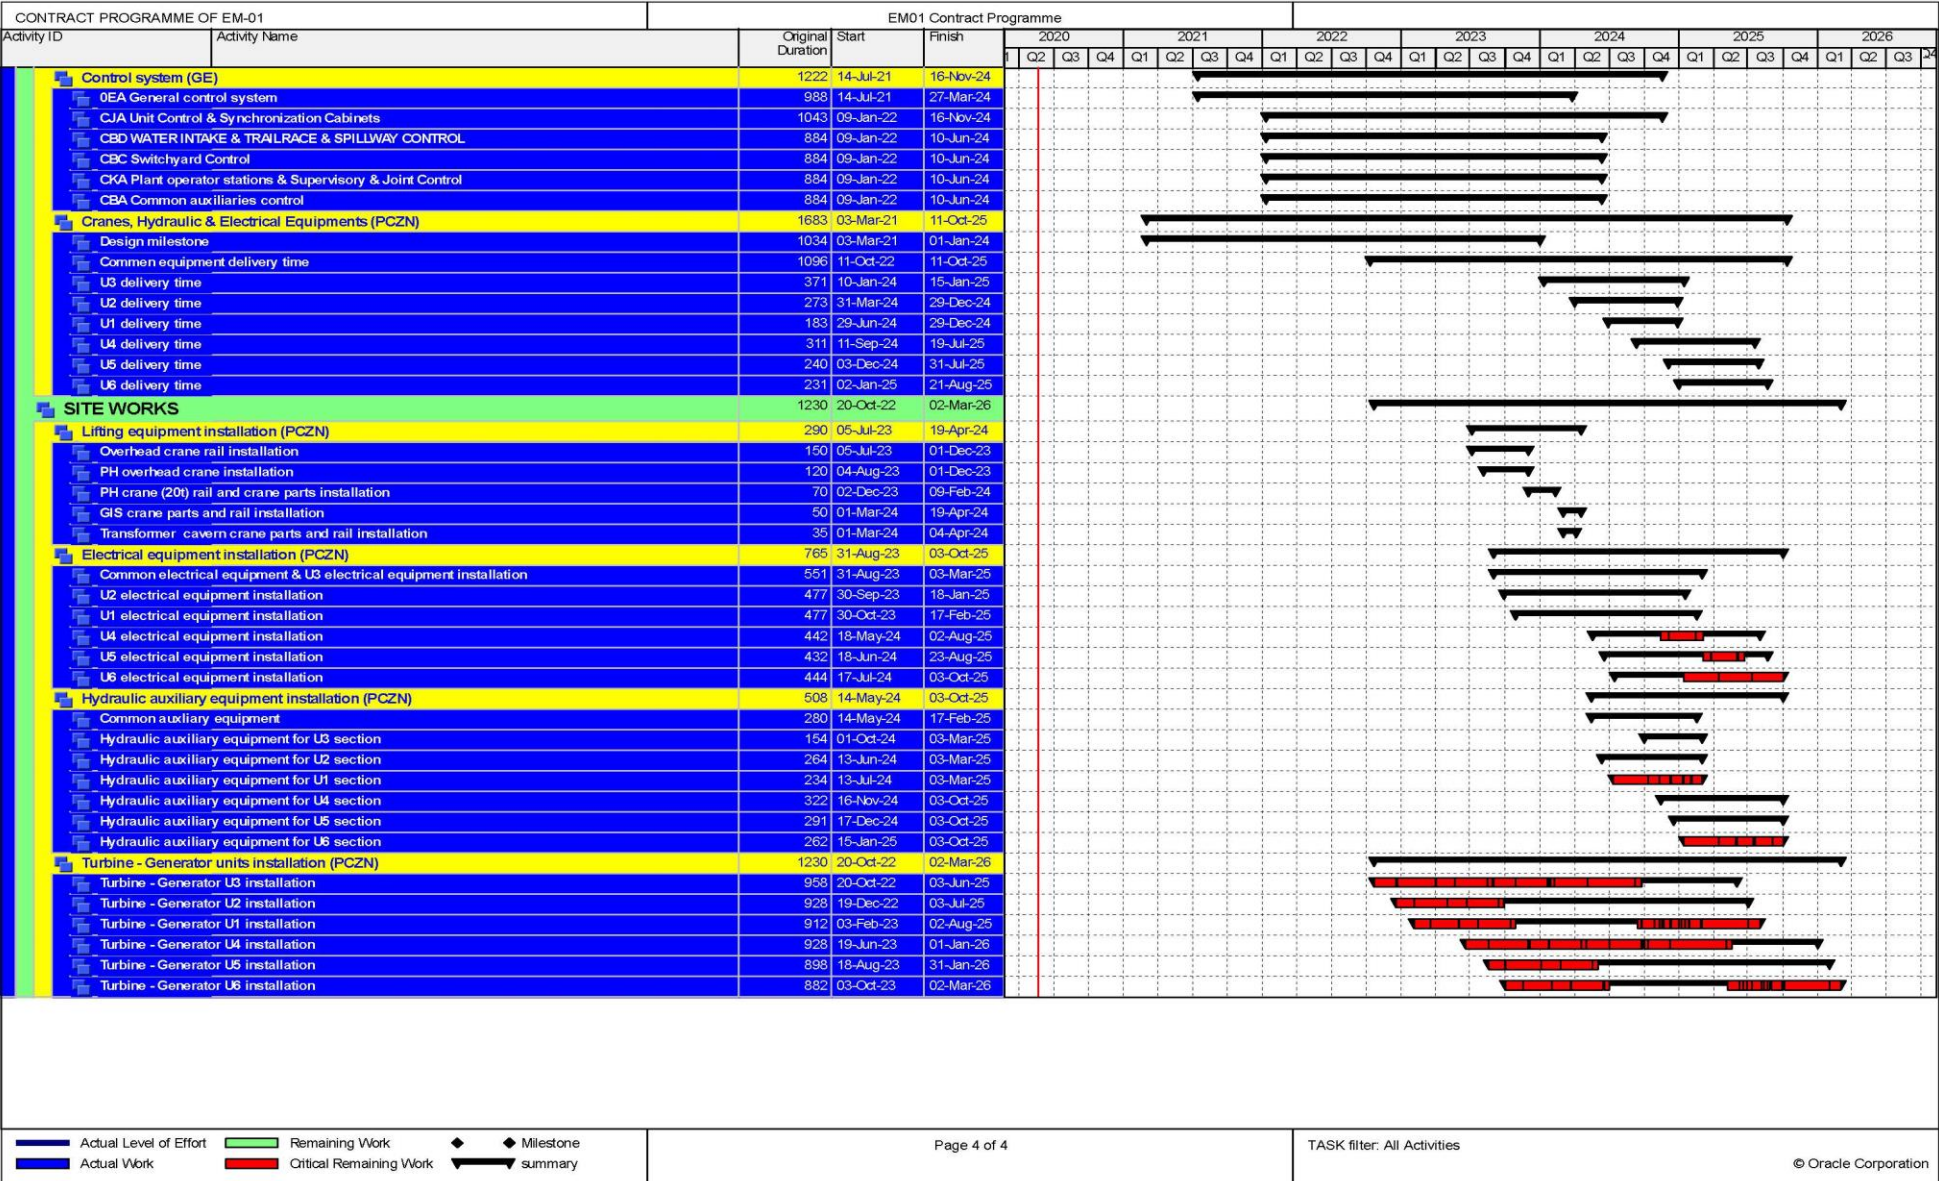 CONTRACT PROGRAMME OF EM-01 EM01 Contract Programme
Activity ID Activity Name Original Duration Start Finish 2020 2021 2022 2023 2024 2025 2026
Q2 Q3 Q4 Q1 Q2 Q3 Q4 Q1 Q2 Q3 Q4 Q1 Q2 Q3 Q4 Q1 Q2 Q3 Q4 Q1 Q2 Q3 Q4 Q1 Q2 Q3
Control system (GE) 1222 14-Jul-21 16-Nov-24
0EA General control system 988 14-Jul-21 27-Mar-24
CJA Unit Control & Synchronization Cabinets 1043 09-Jan-22 16-Nov-24
CBD WATER INTAKE & TRAILRACE & SPILLWAY CONTROL 884 09-Jan-22 10-Jun-24
CBC Switchyard Control 884 09-Jan-22 10-Jun-24
CKA Plant operator stations & Supervisory & Joint Control 884 09-Jan-22 10-Jun-24
CBA Common auxiliaries control 884 09-Jan-22 10-Jun-24
Cranes, Hydraulic & Electrical Equipments (PCZN) 1683 03-Mar-21 11-Oct-25
Design milestone 1034 03-Mar-21 01-Jan-24
Commen equipment delivery time 1096 11-Oct-22 11-Oct-25
U3 delivery time 371 10-Jan-24 15-Jan-25
U2 delivery time 273 31-Mar-24 29-Dec-24
U1 delivery time 183 29-Jun-24 29-Dec-24
U4 delivery time 311 11-Sep-24 19-Jul-25
U5 delivery time 240 03-Dec-24 31-Jul-25
U6 delivery time 231 02-Jan-25 21-Aug-25
SITE WORKS 1230 20-Oct-22 02-Mar-26
Lifting equipment installation (PCZN) 290 05-Jul-23 19-Apr-24
Overhead crane rail installation 150 05-Jul-23 01-Dec-23
PH overhead crane installation 120 04-Aug-23 01-Dec-23
PH crane (20t) rail and crane parts installation 70 02-Dec-23 09-Feb-24
GIS crane parts and rail installation 50 01-Mar-24 19-Apr-24
Transformer cavern crane parts and rail installation 35 01-Mar-24 04-Apr-24
Electrical equipment installation (PCZN) 765 31-Aug-23 03-Oct-25
Common electrical equipment & U3 electrical equipment installation 551 31-Aug-23 03-Mar-25
U2 electrical equipment installation 477 30-Sep-23 18-Jan-25
U1 electrical equipment installation 477 30-Oct-23 17-Feb-25
U4 electrical equipment installation 442 18-May-24 02-Aug-25
U5 electrical equipment installation 432 18-Jun-24 23-Aug-25
U6 electrical equipment installation 444 17-Jul-24 03-Oct-25
Hydraulic auxiliary equipment installation (PCZN) 508 14-May-24 03-Oct-25
Common auxliary equipment 280 14-May-24 17-Feb-25
Hydraulic auxiliary equipment for U3 section 154 01-Oct-24 03-Mar-25
Hydraulic auxiliary equipment for U2 section 264 13-Jun-24 03-Mar-25
Hydraulic auxiliary equipment for U1 section 234 13-Jul-24 03-Mar-25
Hydraulic auxiliary equipment for U4 section 322 16-Nov-24 03-Oct-25
Hydraulic auxiliary equipment for U5 section 291 17-Dec-24 03-Oct-25
Hydraulic auxiliary equipment for U6 section 262 15-Jan-25 03-Oct-25
Turbine - Generator units installation (PCZN) 1230 20-Oct-22 02-Mar-26
Turbine - Generator U3 installation 958 20-Oct-22 03-Jun-25
Turbine - Generator U2 installation 928 19-Dec-22 03-Jul-25
Turbine - Generator U1 installation 912 03-Feb-23 02-Aug-25
Turbine - Generator U4 installation 928 19-Jun-23 01-Jan-26
Turbine - Generator U5 installation 898 18-Aug-23 31-Jan-26
Turbine - Generator U6 installation 882 03-Oct-23 02-Mar-26
Actual Level of Effort Remaining Work Milestone Page 4 of 4 TASK filter: All Activities
Actual Work Critical Remaining Work summary
© Oracle Corporation